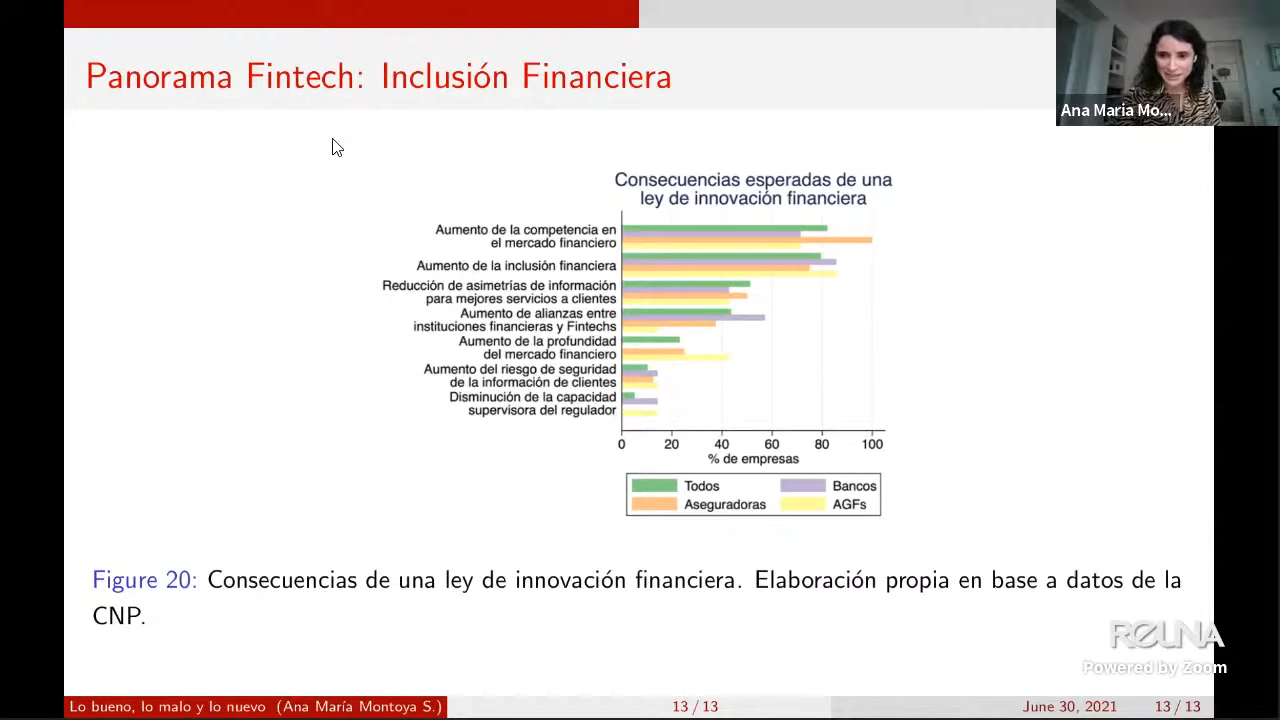 Panorama Fintech: Inclusión Financiera
Ana Maria Mo...
Consecuencias esperadas de una
ley de innovación financiera
Aumento de la competencia en
el mercado financiero
Aumento de la inclusión financiera
Reducción de asimetrías de información
para mejores servicios a clientes
Aumento de alianzas entre
instituciones financieras y Fintechs
Aumento de la profundidad
del mercado financiero
Aumento del riesgo de seguridad
de la información de clientes
Disminución de la capacidad
supervisora del regulador
0 20 40 60 80 100
% de empresas
Todos Bancos
Aseguradoras AGFs
Figure 20: Consecuencias de una ley de innovación financiera. Elaboración propia en base a datos de la
CNP.
REUNA
Powered by Zoom
Lo bueno, lo malo y lo nuevo (Ana María Montoya S.) 13 / 13 June 30, 2021 13 / 13